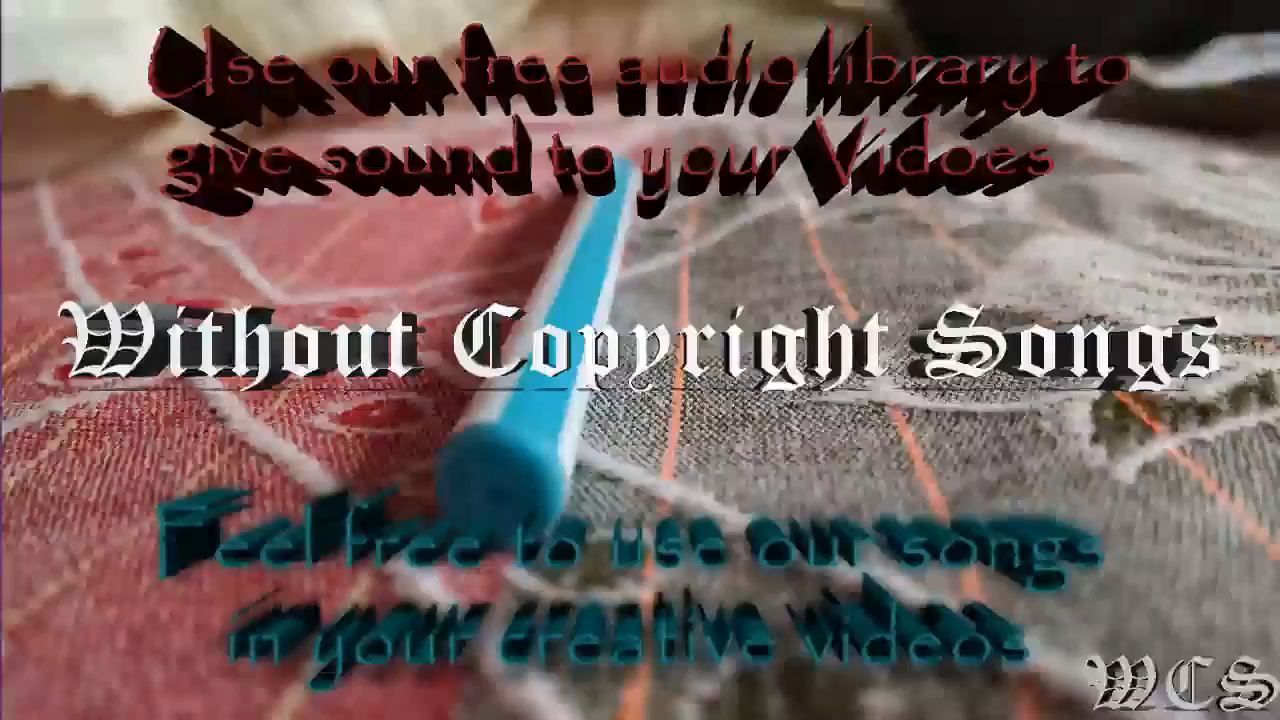 Use our free audio library to
give sound to your Vidoes
Without Copyright Songs
Feel free to use our songs
in your creative videos
WCS